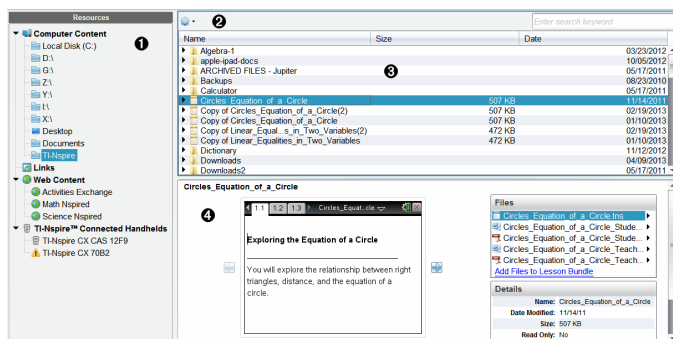 Resources
Computer Content
❶
Local Disk (C:)
D:\
G:\
Z:\
Y:\
I:\
X:\
Desktop
Documents
TI-Nspire
Links
Web Content
Activities Exchange
Math Nspired
Science Nspired
TI-Nspire™ Connected Handhelds
TI-Nspire CX CAS 12F9
TI-Nspire CX 70B2
❷
Enter search keyword
Name Size Date
Algebra-1 03/23/2012
apple-ipad-docs 10/05/2012
ARCHIVED FILES - Jupiter ❸ 05/17/2011
Backups 08/23/2010
Calculator 05/17/2011
Circles_Equation_of_a_Circle 507 KB 11/14/2011
Copy of Circles_Equation_of_a_Circle(2) 507 KB 02/19/2013
Copy of Circles_Equation_of_a_Circle 507 KB 01/10/2013
Copy of Linear_Equal...s_in_Two_Variables(2) 472 KB 02/19/2013
Copy of Linear_Equalities_in_Two_Variables 472 KB 01/10/2013
Dictionary 11/12/2012
Downloads 04/09/2013
Downloads2 05/17/2011
Circles_Equation_of_a_Circle
❹
1.1 1.2 1.3 Circles_Equat..cle
Exploring the Equation of a Circle
You will explore the relationship between right
triangles, distance, and the equation of a
circle.
Files
Circles_Equation_of_a_Circle.tns
Circles_Equation_of_a_Circle_Stude...
Circles_Equation_of_a_Circle_Stude...
Circles_Equation_of_a_Circle_Teach...
Circles_Equation_of_a_Circle_Teach...
Add Files to Lesson Bundle
Details
Name: Circles_Equation_of_a_Circle
Date Modified: 11/14/11
Size: 507 KB
Read Only: No